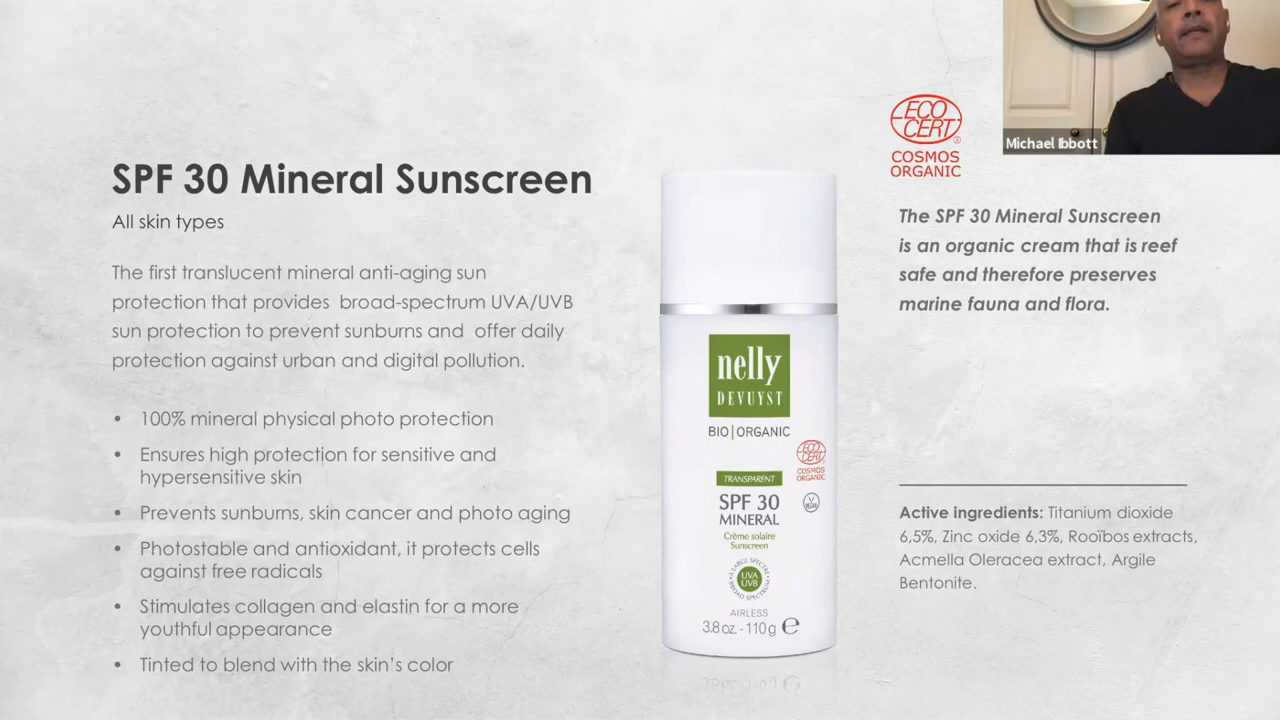 SPF 30 Mineral Sunscreen
All skin types
The first translucent mineral anti-aging sun
protection that provides broad-spectrum UVA/UVB
sun protection to prevent sunburns and offer daily
protection against urban and digital pollution.
• 100% mineral physical photo protection
• Ensures high protection for sensitive and
hypersensitive skin
• Prevents sunburns, skin cancer and photo aging
• Photostable and antioxidant, it protects cells
against free radicals
• Stimulates collagen and elastin for a more
youthful appearance
• Tinted to blend with the skin's color
nelly
DEVUYST
BIO|ORGANIC
ECO
CERT
COSMOS
ORGANIC
TRANSPARENT
SPF 30
MINERAL
VEGAN
Crème solaire
Sunscreen
À LARGE SPECTRE
UVA
UVB
BROAD SPECTRUM
AIRLESS
3.8 oz. - 110 g e
ECO
CERT
®
COSMOS
ORGANIC
Michael Ibbott
The SPF 30 Mineral Sunscreen
is an organic cream that is reef
safe and therefore preserves
marine fauna and flora.
Active ingredients: Titanium dioxide
6,5%, Zinc oxide 6,3%, Rooïbos extracts,
Acmella Oleracea extract, Argile
Bentonite.